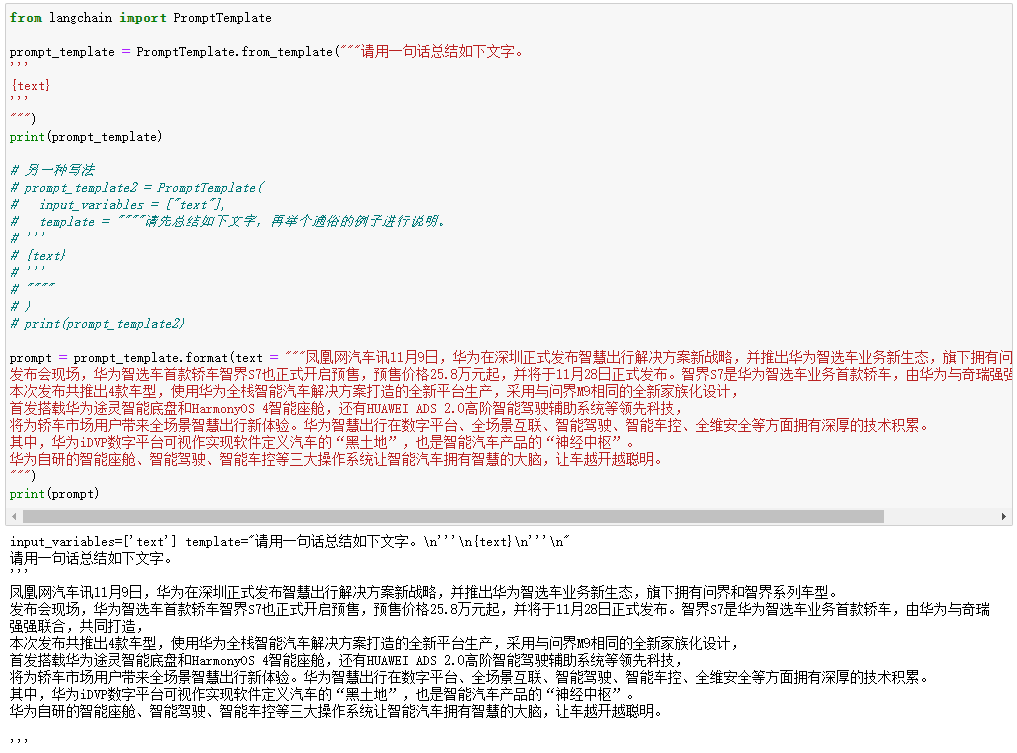 from langchain import PromptTemplate
prompt_template = PromptTemplate.from_template("""请用一句话总结如下文字。
'''
{text}
'''
""")
print(prompt_template)
# 另一种写法
# prompt_template2 = PromptTemplate(
#   input_variables = ["text"],
#   template = """"请先总结如下文字，再举个通俗的例子进行说明。
# '''
# {text}
# '''
# """"
# )
# print(prompt_template2)
prompt = prompt_template.format(text = """凤凰网汽车讯11月9日，华为在深圳正式发布智慧出行解决方案新战略，并推出华为智选车业务新生态，旗下拥有问
发布会现场，华为智选车首款轿车智界S7也正式开启预售，预售价格25.8万元起，并将于11月28日正式发布。智界S7是华为智选车业务首款轿车，由华为与奇瑞强强
本次发布共推出4款车型，使用华为全栈智能汽车解决方案打造的全新平台生产，采用与问界M9相同的全新家族化设计，
首发搭载华为途灵智能底盘和HarmonyOS 4智能座舱，还有HUAWEI ADS 2.0高阶智能驾驶辅助系统等领先科技，
将为轿车市场用户带来全场景智慧出行新体验。华为智慧出行在数字平台、全场景互联、智能驾驶、智能车控、全维安全等方面拥有深厚的技术积累。
其中，华为iDVP数字平台可视作实现软件定义汽车的“黑土地”，也是智能汽车产品的“神经中枢”。
华为自研的智能座舱、智能驾驶、智能车控等三大操作系统让智能汽车拥有智慧的大脑，让车越开越聪明。
""")
print(prompt)
input_variables=['text'] template="请用一句话总结如下文字。\n'''\n{text}\n'''\n"
请用一句话总结如下文字。
'''
凤凰网汽车讯11月9日，华为在深圳正式发布智慧出行解决方案新战略，并推出华为智选车业务新生态，旗下拥有问界和智界系列车型。
发布会现场，华为智选车首款轿车智界S7也正式开启预售，预售价格25.8万元起，并将于11月28日正式发布。智界S7是华为智选车业务首款轿车，由华为与奇瑞
强强联合，共同打造，
本次发布共推出4款车型，使用华为全栈智能汽车解决方案打造的全新平台生产，采用与问界M9相同的全新家族化设计，
首发搭载华为途灵智能底盘和HarmonyOS 4智能座舱，还有HUAWEI ADS 2.0高阶智能驾驶辅助系统等领先科技，
将为轿车市场用户带来全场景智慧出行新体验。华为智慧出行在数字平台、全场景互联、智能驾驶、智能车控、全维安全等方面拥有深厚的技术积累。
其中，华为iDVP数字平台可视作实现软件定义汽车的“黑土地”，也是智能汽车产品的“神经中枢”。
华为自研的智能座舱、智能驾驶、智能车控等三大操作系统让智能汽车拥有智慧的大脑，让车越开越聪明。
'''